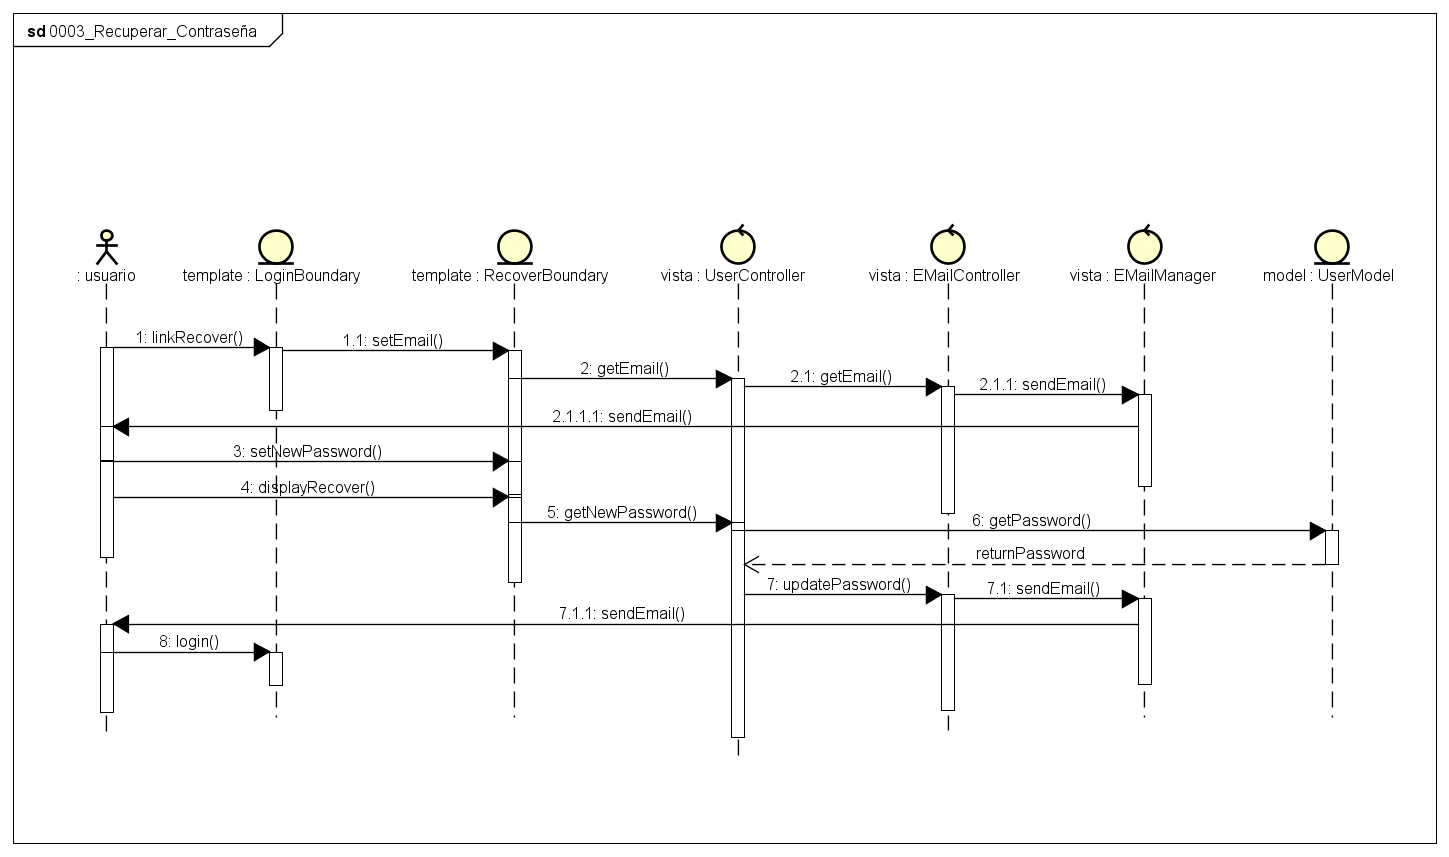 sd 0003_Recuperar_Contraseña
: usuario
template : LoginBoundary
template : RecoverBoundary
vista : UserController
vista : EMailController
vista : EMailManager
model : UserModel
1: linkRecover()
1.1: setEmail()
2: getEmail()
2.1: getEmail()
2.1.1: sendEmail()
2.1.1.1: sendEmail()
3: setNewPassword()
4: displayRecover()
5: getNewPassword()
6: getPassword()
returnPassword
7: updatePassword()
7.1: sendEmail()
7.1.1: sendEmail()
8: login()